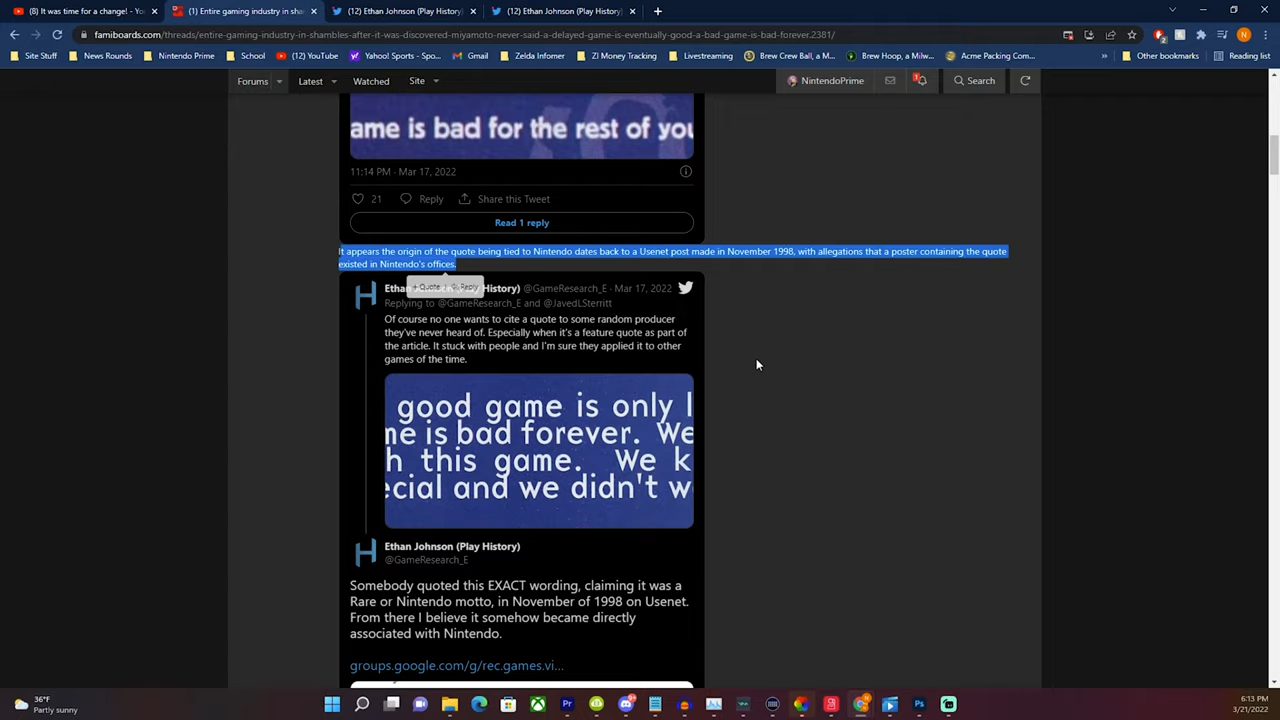 (8) It was time for a change! - Yo
(1) Entire gaming industry in sha
(12) Ethan Johnson (Play History)
(12) Ethan Johnson (Play History)
famiboards.com/threads/entire-gaming-industry-in-shambles-after-it-was-discovered-miyamoto-never-said-a-delayed-game-is-eventually-good-a-bad-game-is-bad-forever.2381/
Site Stuff
News Rounds
Nintendo Prime
School
(12) YouTube
Yahoo! Sports - Spo...
Gmail
Zelda Infomer
ZI Money Tracking
Livestreaming
Brew Crew Ball, a M...
Brew Hoop, a Milw...
Acme Packing Com...
Other bookmarks
Reading list
Forums
Latest
Watched
Site
NintendoPrime
1
Search
ame is bad for the rest of you
11:14 PM · Mar 17, 2022
21
Reply
Share this Tweet
Read 1 reply
It appears the origin of the quote being tied to Nintendo dates back to a Usenet post made in November 1998, with allegations that a poster containing the quote
existed in Nintendo's offices.
+Quote
Reply
Ethan Johnson (Play History) @GameResearch_E · Mar 17, 2022
Replying to @GameResearch_E and @JavedLSterritt
Of course no one wants to cite a quote to some random producer
they've never heard of. Especially when it's a feature quote as part of
the article. It stuck with people and I'm sure they applied it to other
games of the time.
good game is only l
me is bad forever. We
h this game. We k
ecial and we didn't w
Ethan Johnson (Play History)
@GameResearch_E
Somebody quoted this EXACT wording, claiming it was a
Rare or Nintendo motto, in November of 1998 on Usenet.
From there I believe it somehow became directly
associated with Nintendo.
groups.google.com/g/rec.games.vi...
36°F
Partly sunny
6:13 PM
3/21/2022